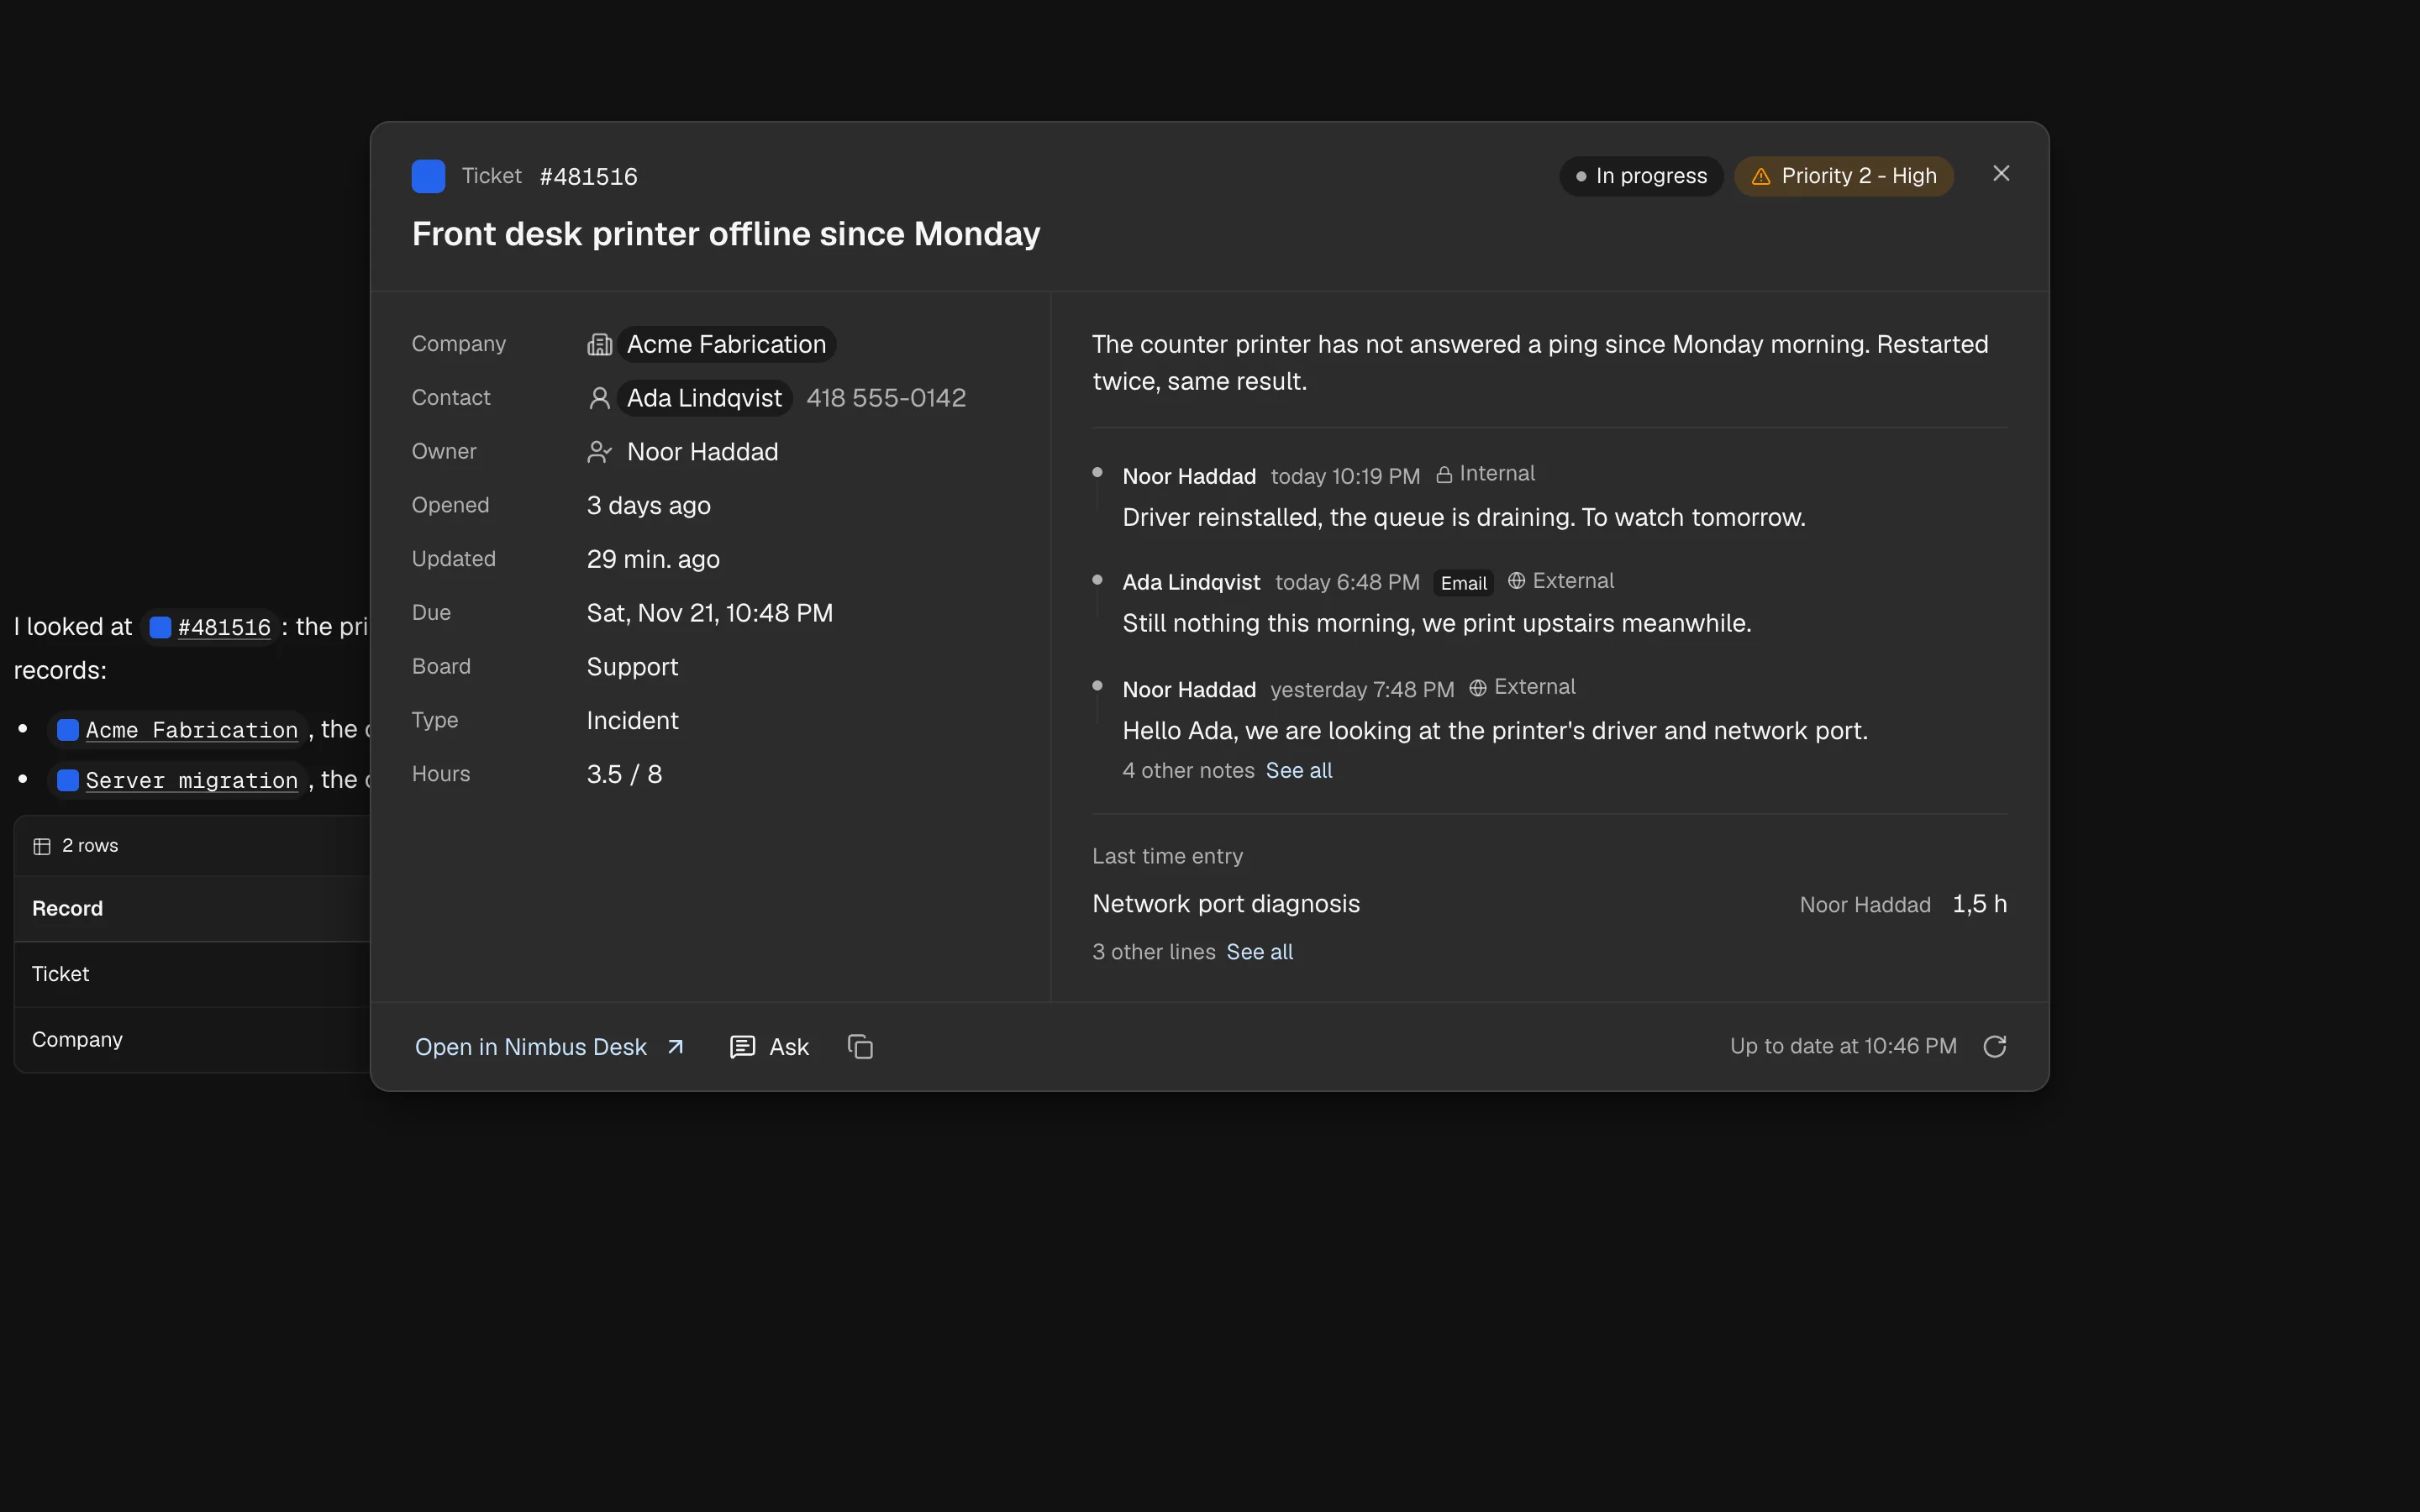 Ticket #481516
In progress
Priority 2 - High
Front desk printer offline since Monday
Company Acme Fabrication
Contact Ada Lindqvist 418 555-0142
Owner Noor Haddad
Opened 3 days ago
Updated 29 min. ago
Due Sat, Nov 21, 10:48 PM
Board Support
Type Incident
Hours 3.5 / 8
The counter printer has not answered a ping since Monday morning. Restarted
twice, same result.
Noor Haddad today 10:19 PM Internal
Driver reinstalled, the queue is draining. To watch tomorrow.
Ada Lindqvist today 6:48 PM Email External
Still nothing this morning, we print upstairs meanwhile.
Noor Haddad yesterday 7:48 PM External
Hello Ada, we are looking at the printer's driver and network port.
4 other notes See all
Last time entry
Network port diagnosis Noor Haddad 1,5 h
3 other lines See all
Open in Nimbus Desk Ask
Up to date at 10:46 PM
I looked at #481516 : the pri
records:
Acme Fabrication , the
Server migration , the
2 rows
Record
Ticket
Company